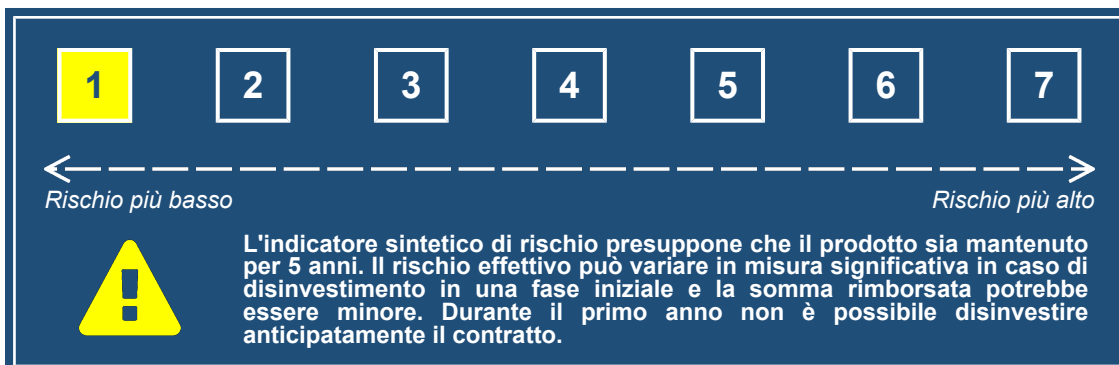 1 2 3 4 5 6 7
Rischio più basso Rischio più alto
L'indicatore sintetico di rischio presuppone che il prodotto sia mantenuto
per 5 anni. Il rischio effettivo può variare in misura significativa in caso di
disinvestimento in una fase iniziale e la somma rimborsata potrebbe
essere minore. Durante il primo anno non è possibile disinvestire
anticipatamente il contratto.